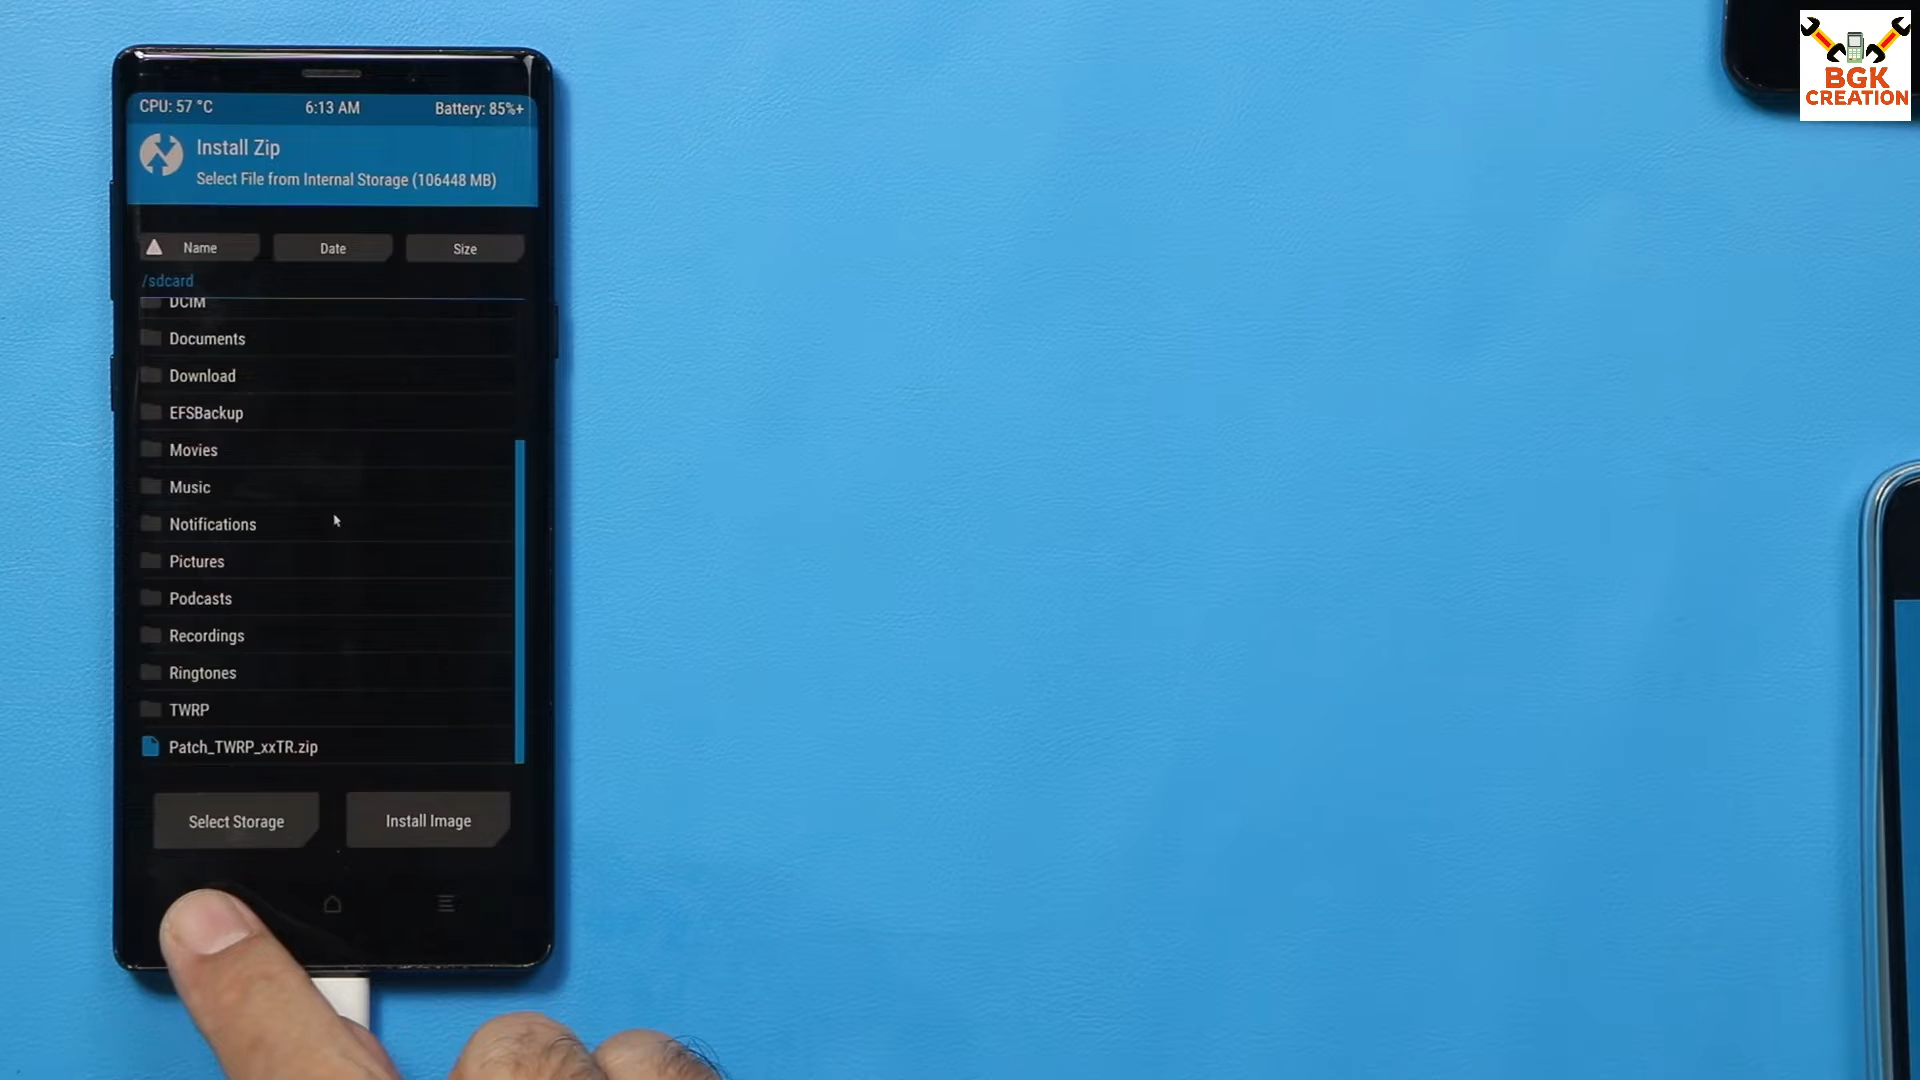 BGK
CREATION
CPU: 57 °C
6:13 AM
Battery: 85%+
Install Zip
Select File from Internal Storage (106448 MB)
Name
Date
Size
/sdcard
DCIM
Documents
Download
EFSBackup
Movies
Music
Notifications
Pictures
Podcasts
Recordings
Ringtones
TWRP
Patch_TWRP_xxTR.zip
Select Storage
Install Image